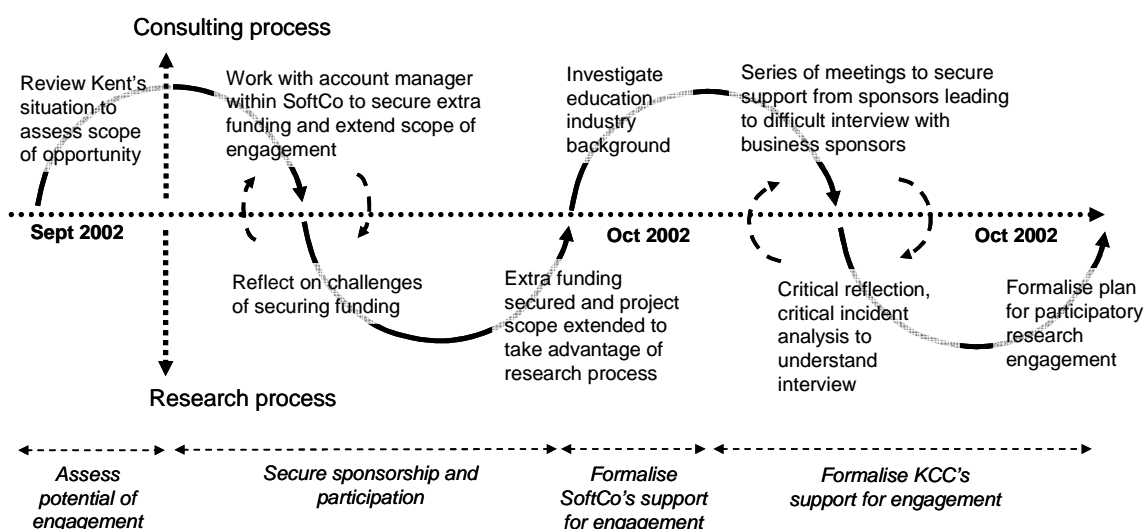 Consulting process
Review Kent's
situation to
assess scope
of opportunity
Work with account manager
within SoftCo to secure extra
funding and extend scope of
engagement
Investigate
education
industry
background
Series of meetings to secure
support from sponsors leading
to difficult interview with
business sponsors
Sept 2002
Oct 2002
Oct 2002
Reflect on challenges
of securing funding
Extra funding
secured and project
scope extended to
take advantage of
research process
Critical reflection,
critical incident
analysis to
understand
interview
Formalise plan
for participatory
research
engagement
Research process
Assess
potential of
engagement
Secure sponsorship and
participation
Formalise
SoftCo's support
for engagement
Formalise KCC's
support for engagement